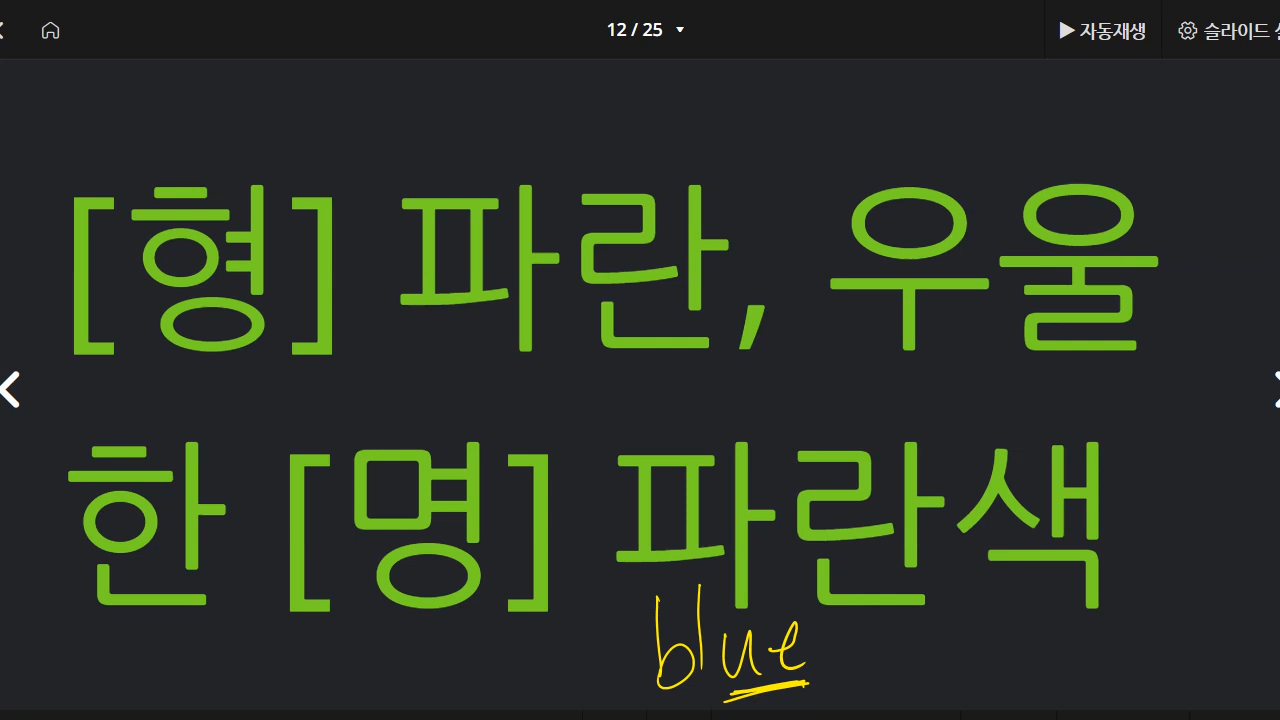 12 / 25
▶ 자동재생
슬라이드
[형] 파란, 우울
한 [명] 파란색
blue